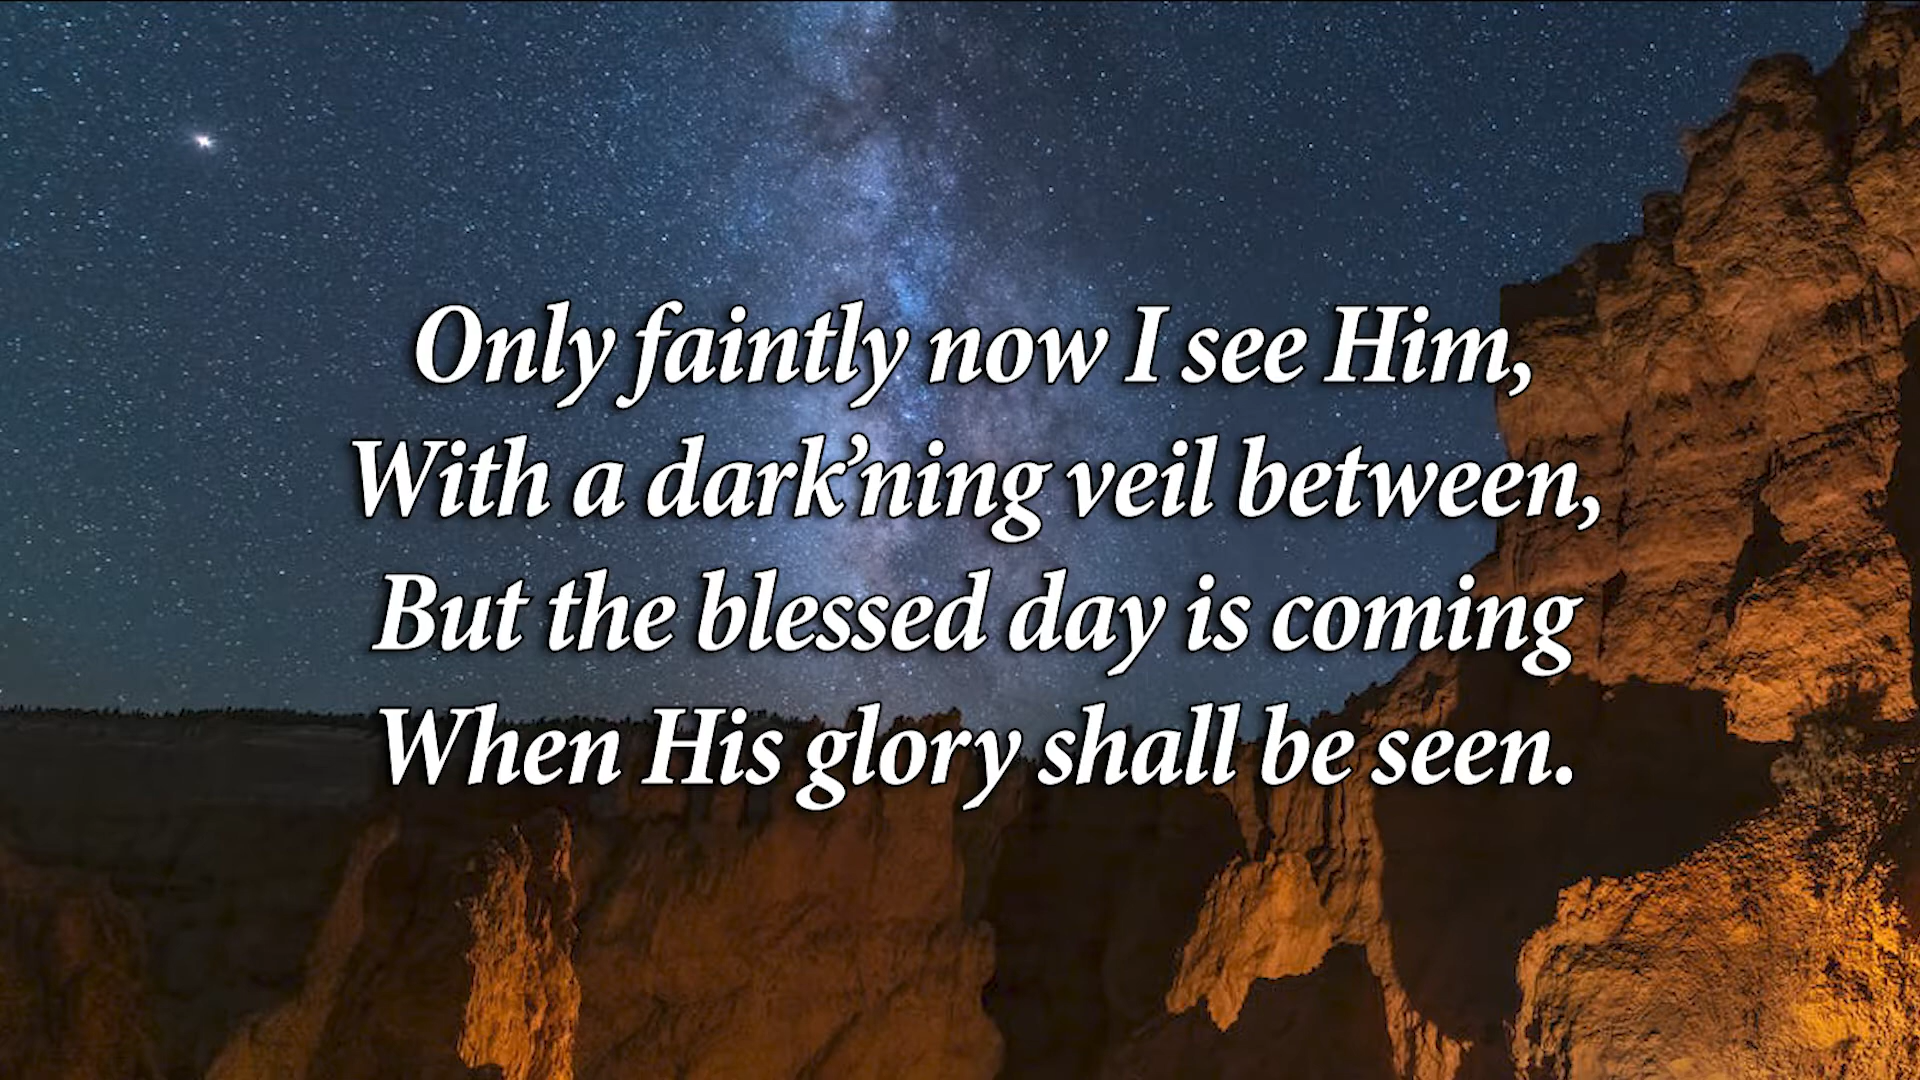 Only faintly now I see Him,
With a dark’ning veil between,
But the blessed day is coming
When His glory shall be seen.